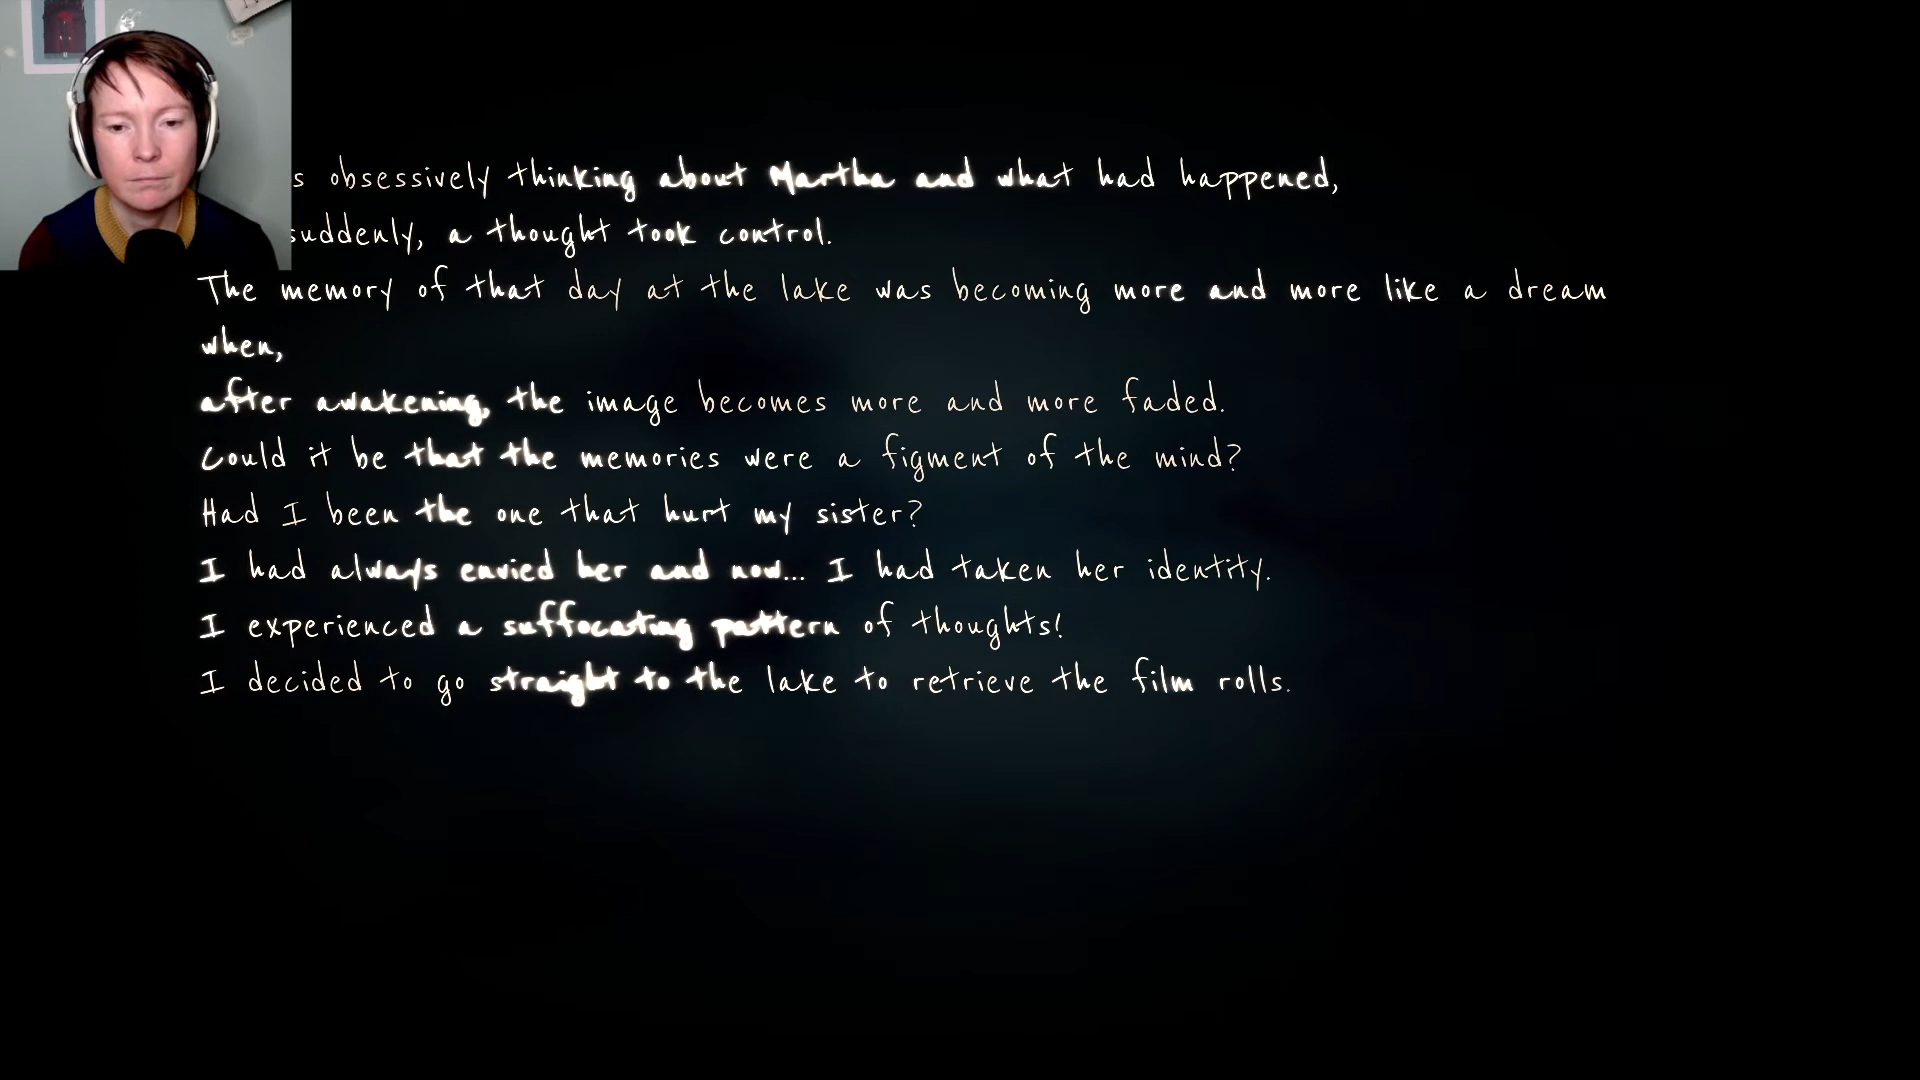 s obsessively thinking about Martha and what had happened,
suddenly, a thought took control.
The memory of that day at the lake was becoming more and more like a dream
when,
after awakening, the image becomes more and more faded.
Could it be that the memories were a figment of the mind?
Had I been the one that hurt my sister?
I had always envied her and now... I had taken her identity.
I experienced a suffocating pattern of thoughts!
I decided to go straight to the lake to retrieve the film rolls.